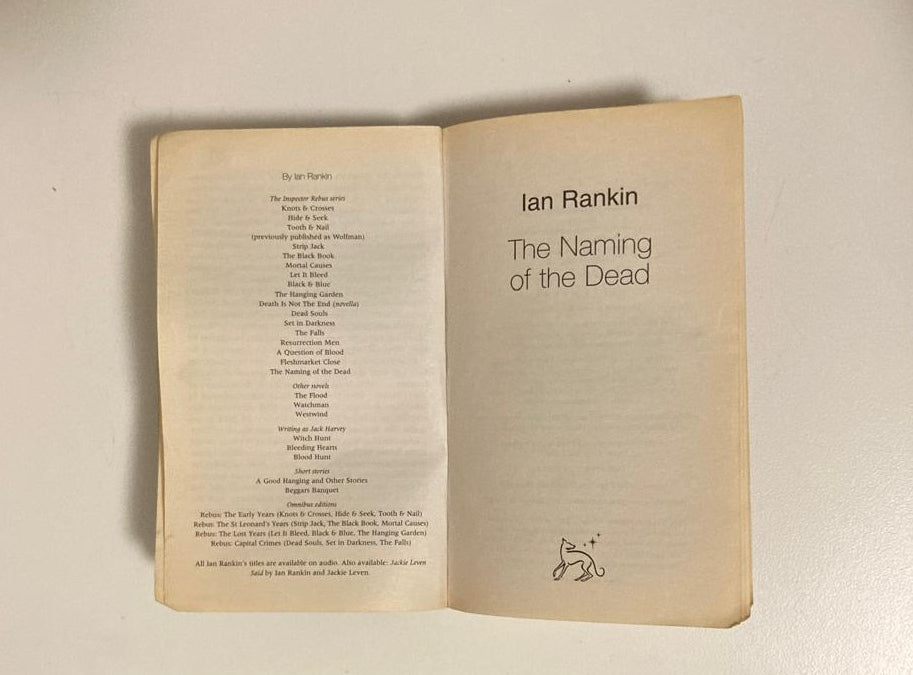 By Ian Rankin
The Inspector Rebus series
Knots & Crosses
Hide & Seek
Tooth & Nail
(previously published as Wolfman)
Strip Jack
The Black Book
Mortal Causes
Let It Bleed
Black & Blue
The Hanging Garden
Death Is Not The End (novella)
Dead Souls
Set in Darkness
The Falls
Resurrection Men
A Question of Blood
Fleshmarket Close
The Naming of the Dead
Other novels
The Flood
Watchman
Westwind
Writing as Jack Harvey
Witch Hunt
Bleeding Hearts
Blood Hunt
Short stories
A Good Hanging and Other Stories
Beggars Banquet
Omnibus editions
Rebus: The Early Years (Knots & Crosses, Hide & Seek, Tooth & Nail)
Rebus: The St Leonard's Years (Strip Jack, The Black Book, Mortal Causes)
Rebus: The Lost Years (Let It Bleed, Black & Blue, The Hanging Garden)
Rebus: Capital Crimes (Dead Souls, Set in Darkness, The Falls)
All Ian Rankin's titles are available on audio. Also available: Jackie Leven
Said by Ian Rankin and Jackie Leven.
Ian Rankin
The Naming
of the Dead